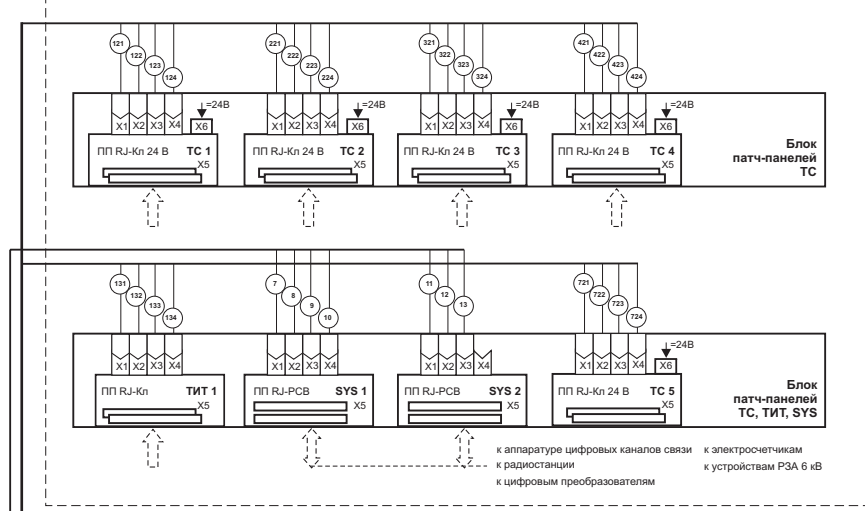 121 221 321 421
122 222 322 422
123 223 323 423
124 224 324 424
=24В =24В =24В =24В
X1 X2 X3 X4 X6 X1 X2 X3 X4 X6 X1 X2 X3 X4 X6 X1 X2 X3 X4 X6
ПП RJ-Кл 24 В ТС 1 ПП RJ-Кл 24 В ТС 2 ПП RJ-Кл 24 В ТС 3 ПП RJ-Кл 24 В ТС 4
X5 X5 X5 X5
Блок
патч-панелей
ТС
131 7 11 721
132 8 12 722
133 9 13 723
134 10 724
=24В
X1 X2 X3 X4 X1 X2 X3 X4 X1 X2 X3 X4 X1 X2 X3 X4 X6
ПП RJ-Кл ТИТ 1 ПП RJ-РСВ SYS 1 ПП RJ-РСВ SYS 2 ПП RJ-Кл 24 В ТС 5
X5 X5 X5 X5
Блок
патч-панелей
ТС, ТИТ, SYS
к аппаратуре цифровых каналов связи к электросчетчикам
к радиостанции к устройствам РЗА 6 кВ
к цифровым преобразователям